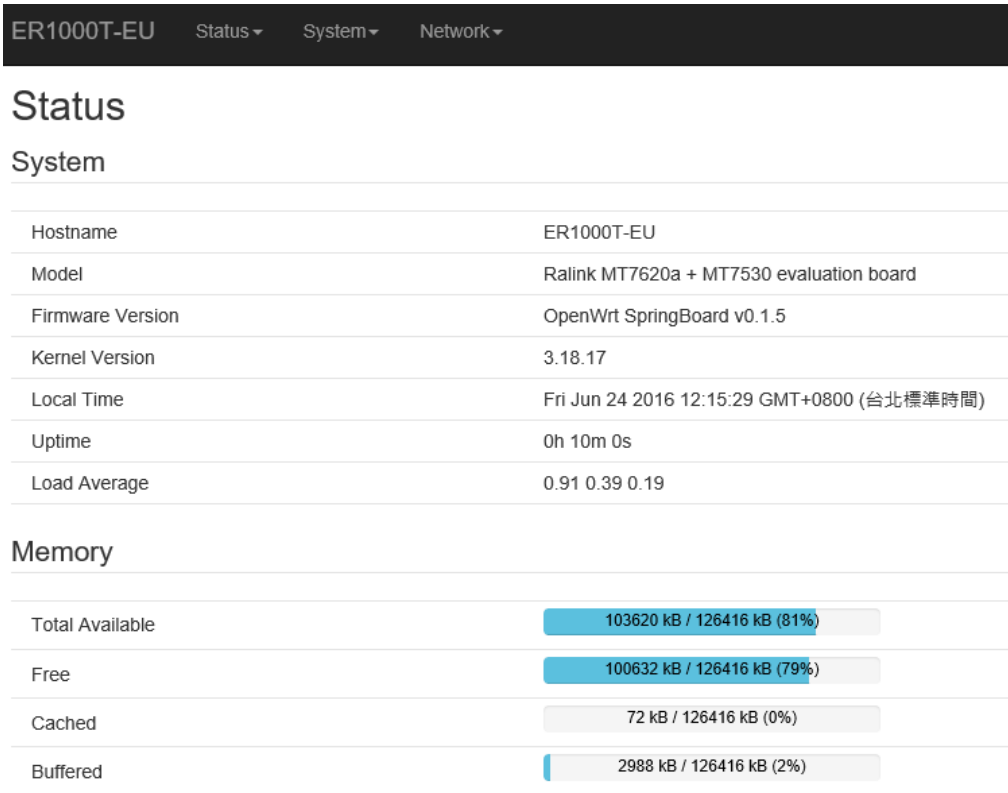 ER1000T-EU Status System Network
Status
System
Hostname ER1000T-EU
Model Ralink MT7620a + MT7530 evaluation board
Firmware Version OpenWrt SpringBoard v0.1.5
Kernel Version 3.18.17
Local Time Fri Jun 24 2016 12:15:29 GMT+0800 (台北標準時間)
Uptime 0h 10m 0s
Load Average 0.91 0.39 0.19
Memory
Total Available 103620 kB / 126416 kB (81%)
Free 100632 kB / 126416 kB (79%)
Cached 72 kB / 126416 kB (0%)
Buffered 2988 kB / 126416 kB (2%)